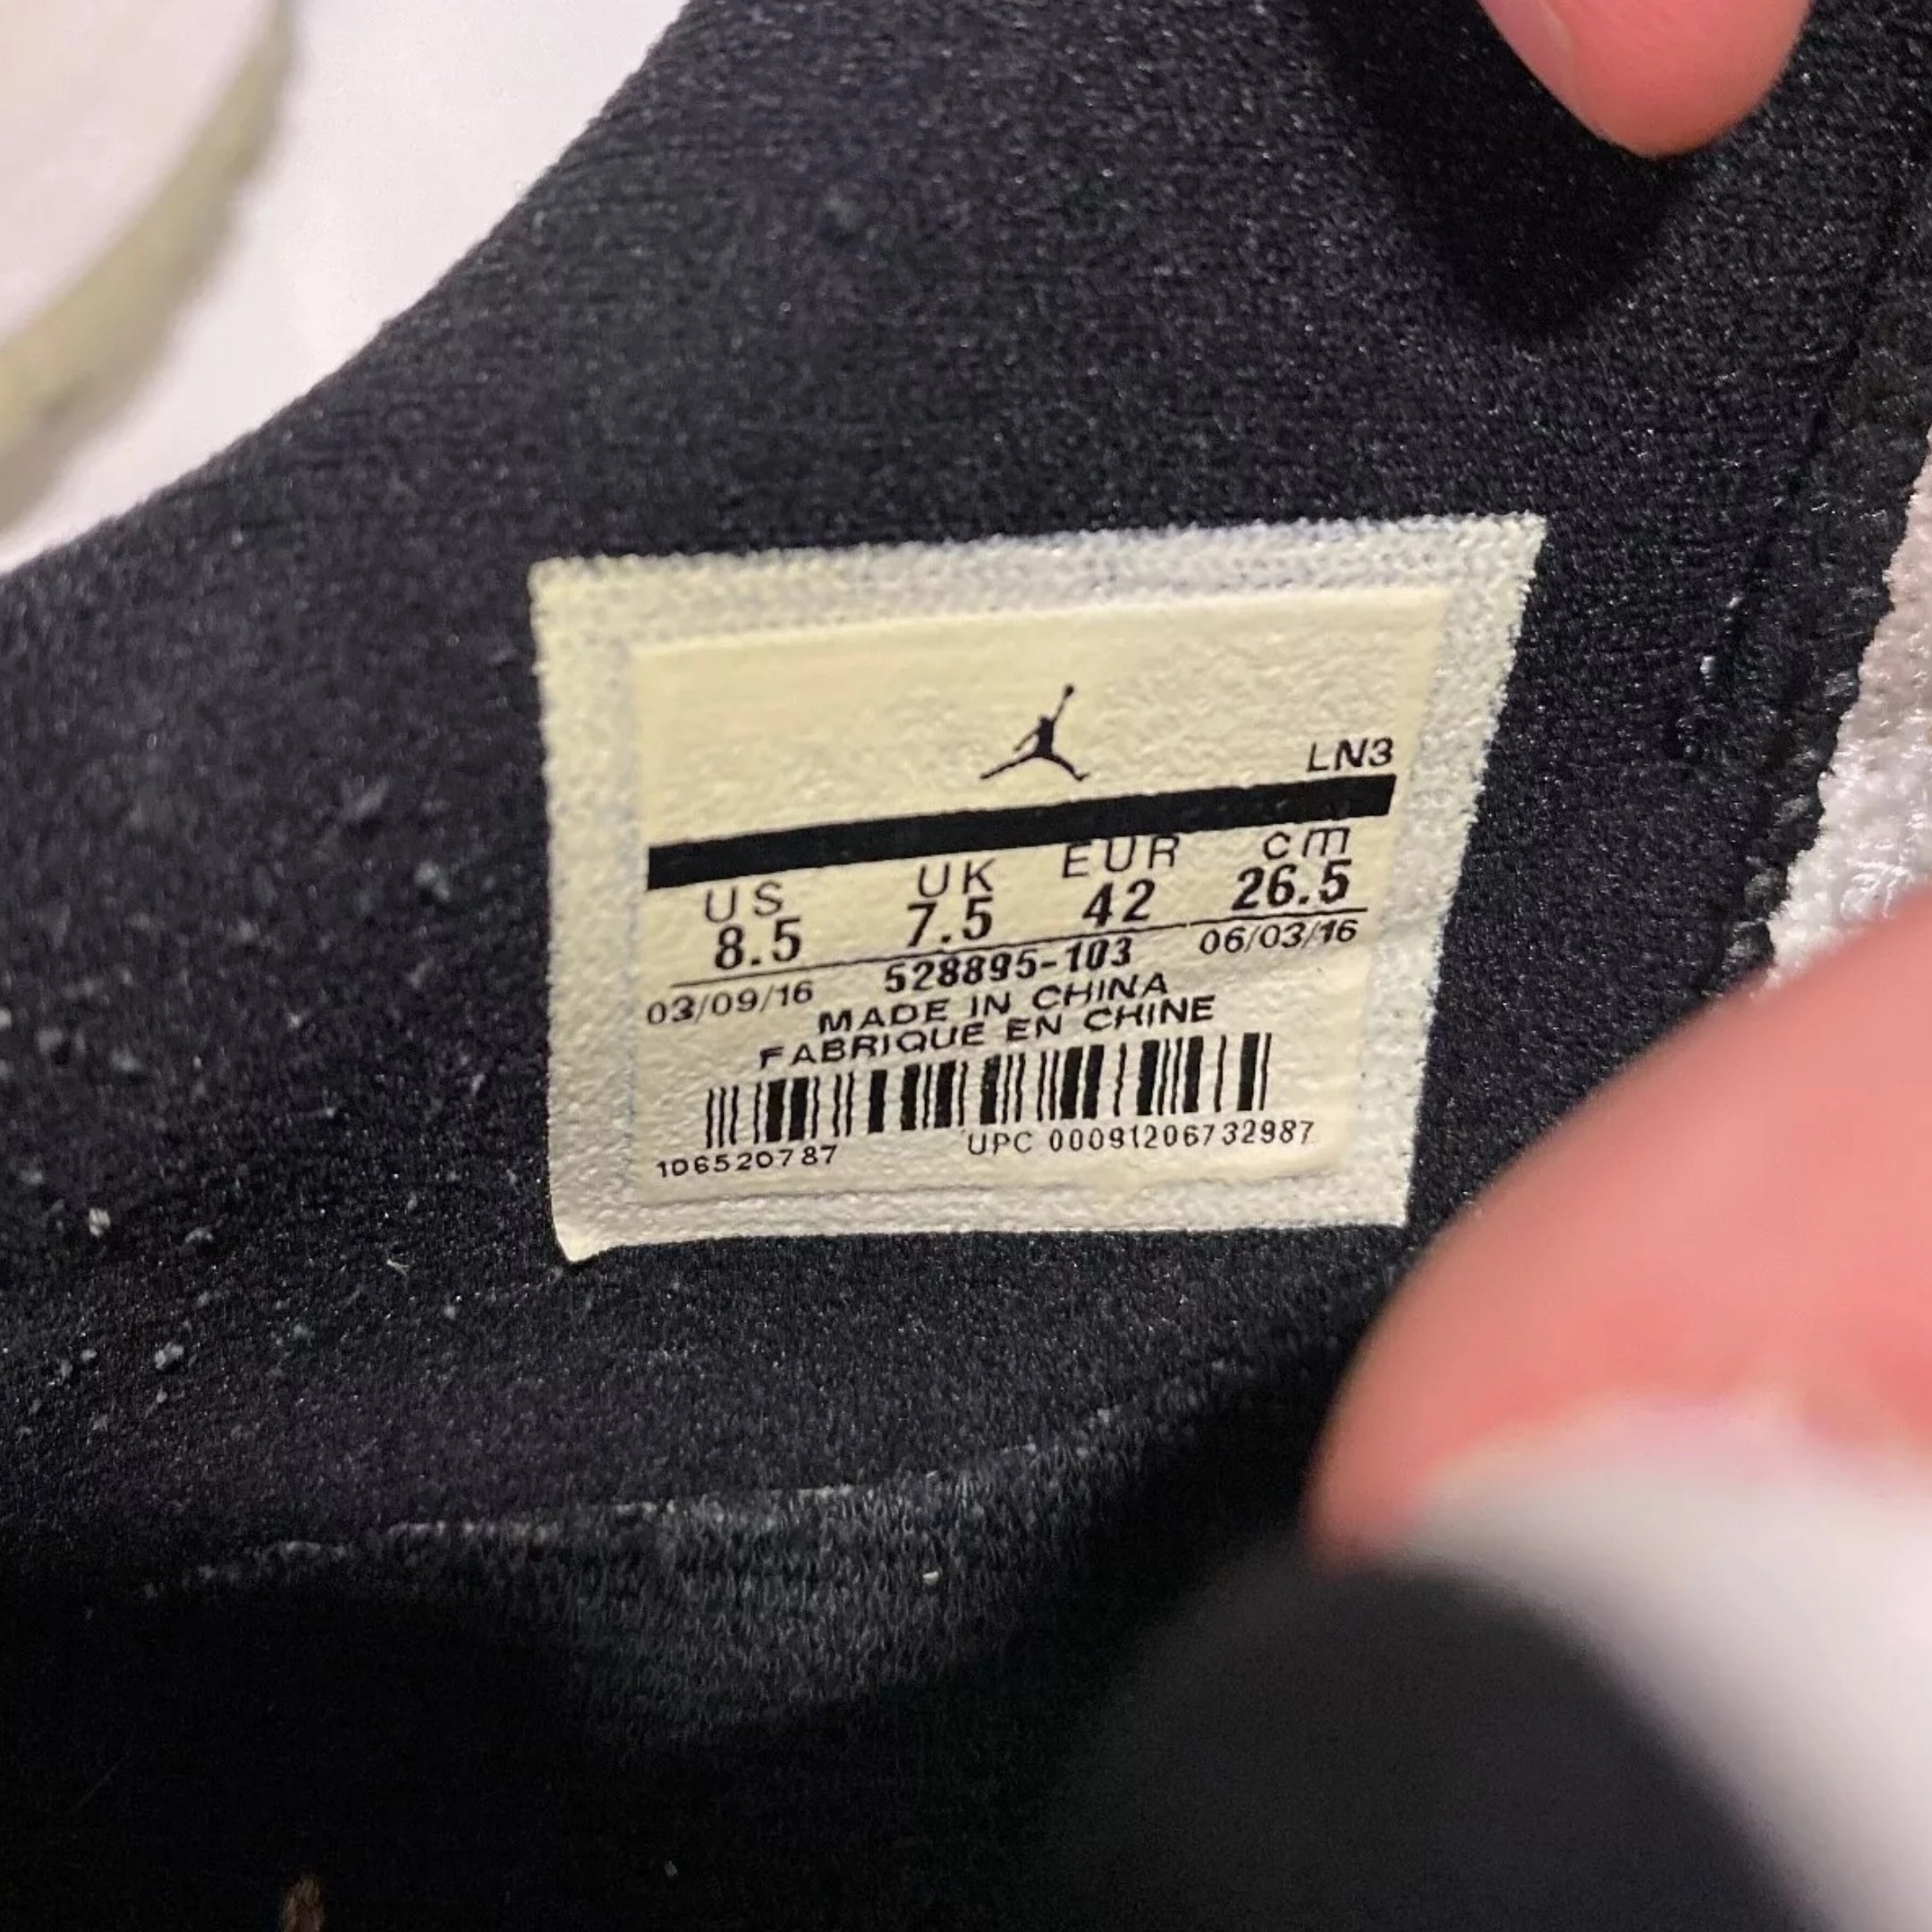 LN3
US UK EUR cm
8.5 7.5 42 26.5
03/09/16 528895-103 06/03/16
MADE IN CHINA
FABRIQUE EN CHINE
106520787 UPC 00091206732987